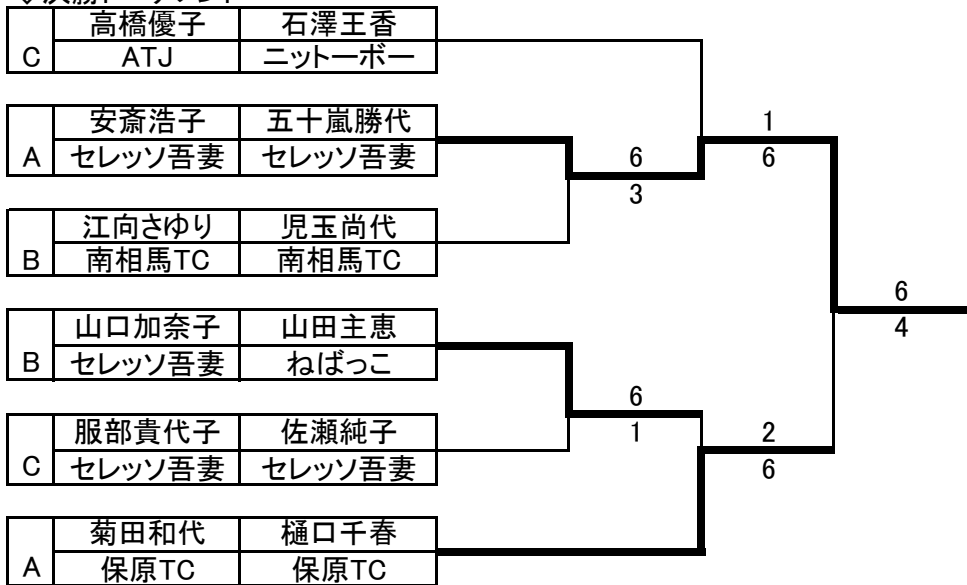 高橋優子 石澤王香
C ATJ ニットーボー
安斎浩子 五十嵐勝代
A セレッソ吾妻 セレッソ吾妻
1
6
6
3
江向さゆり 児玉尚代
B 南相馬TC 南相馬TC
6
4
山口加奈子 山田主恵
B セレッソ吾妻 ねばっこ
6
1
服部貴代子 佐瀬純子
C セレッソ吾妻 セレッソ吾妻
2
6
菊田和代 樋口千春
A 保原TC 保原TC